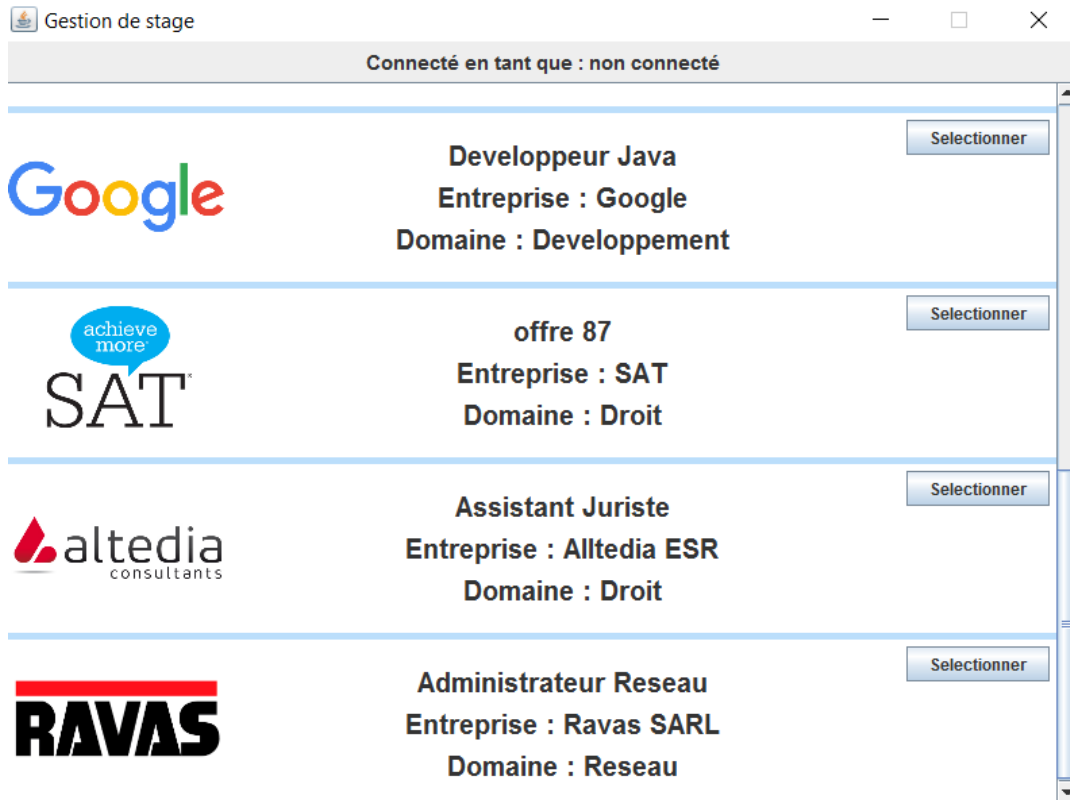 Gestion de stage
Connecté en tant que : non connecté
Google
Developpeur Java
Entreprise : Google
Domaine : Developpement
Selectionner
achieve
more
SAT
offre 87
Entreprise : SAT
Domaine : Droit
Selectionner
altedia
consultants
Assistant Juriste
Entreprise : Alltedia ESR
Domaine : Droit
Selectionner
RAVAS
Administrateur Reseau
Entreprise : Ravas SARL
Domaine : Reseau
Selectionner